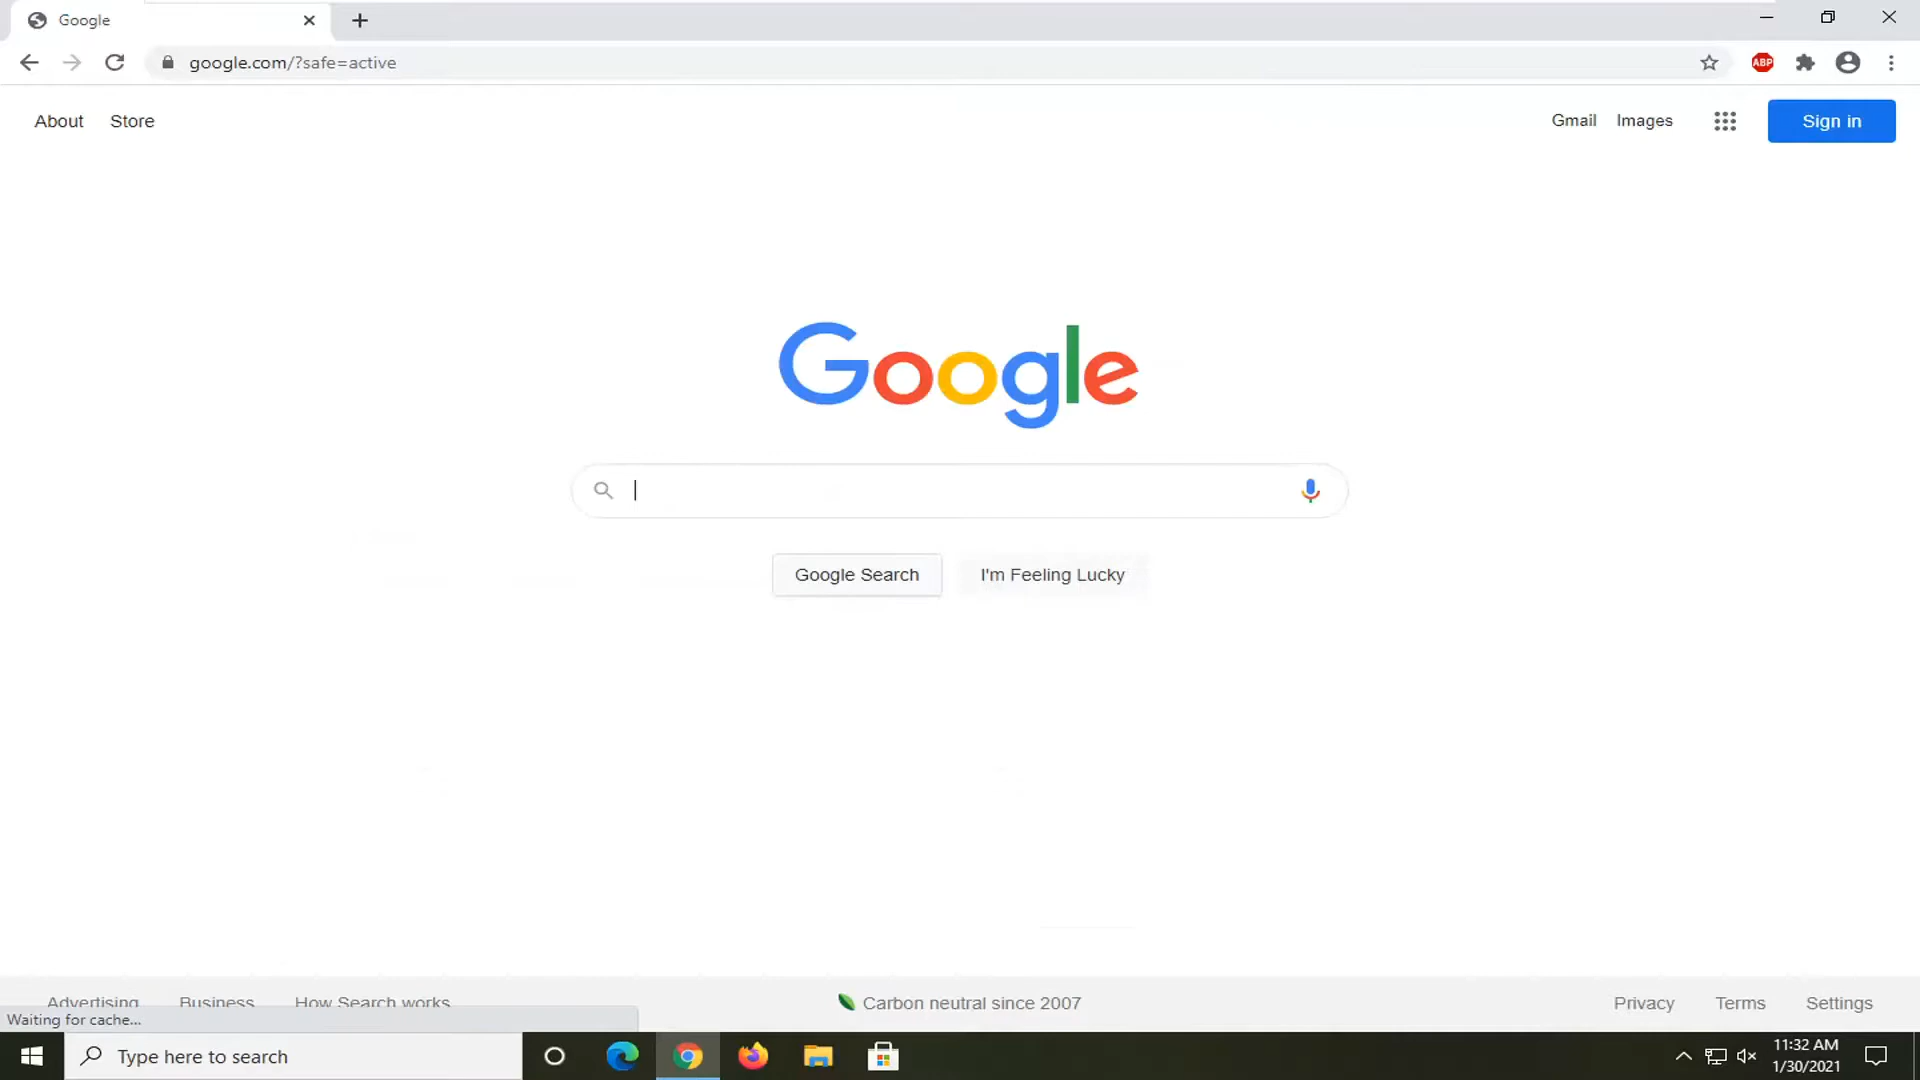 Google
google.com/?safe=active
ABP
About Store
Gmail Images Sign in
Google
Google Search I'm Feeling Lucky
Advertising Business How Search works
Carbon neutral since 2007
Privacy Terms Settings
Waiting for cache...
Type here to search
11:32 AM
1/30/2021